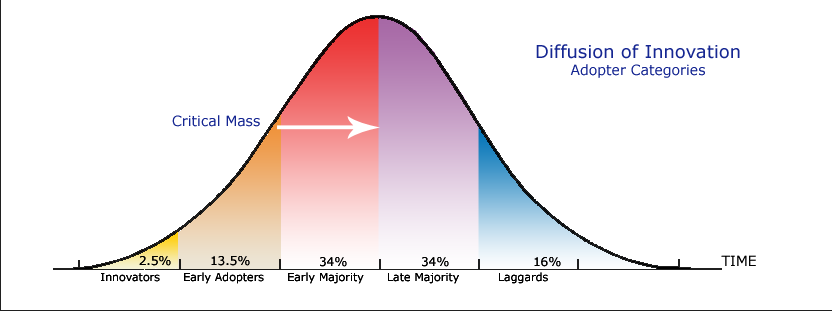 Diffusion of Innovation
Adopter Categories
Critical Mass
2.5% 13.5% 34% 34% 16% TIME
Innovators Early Adopters Early Majority Late Majority Laggards